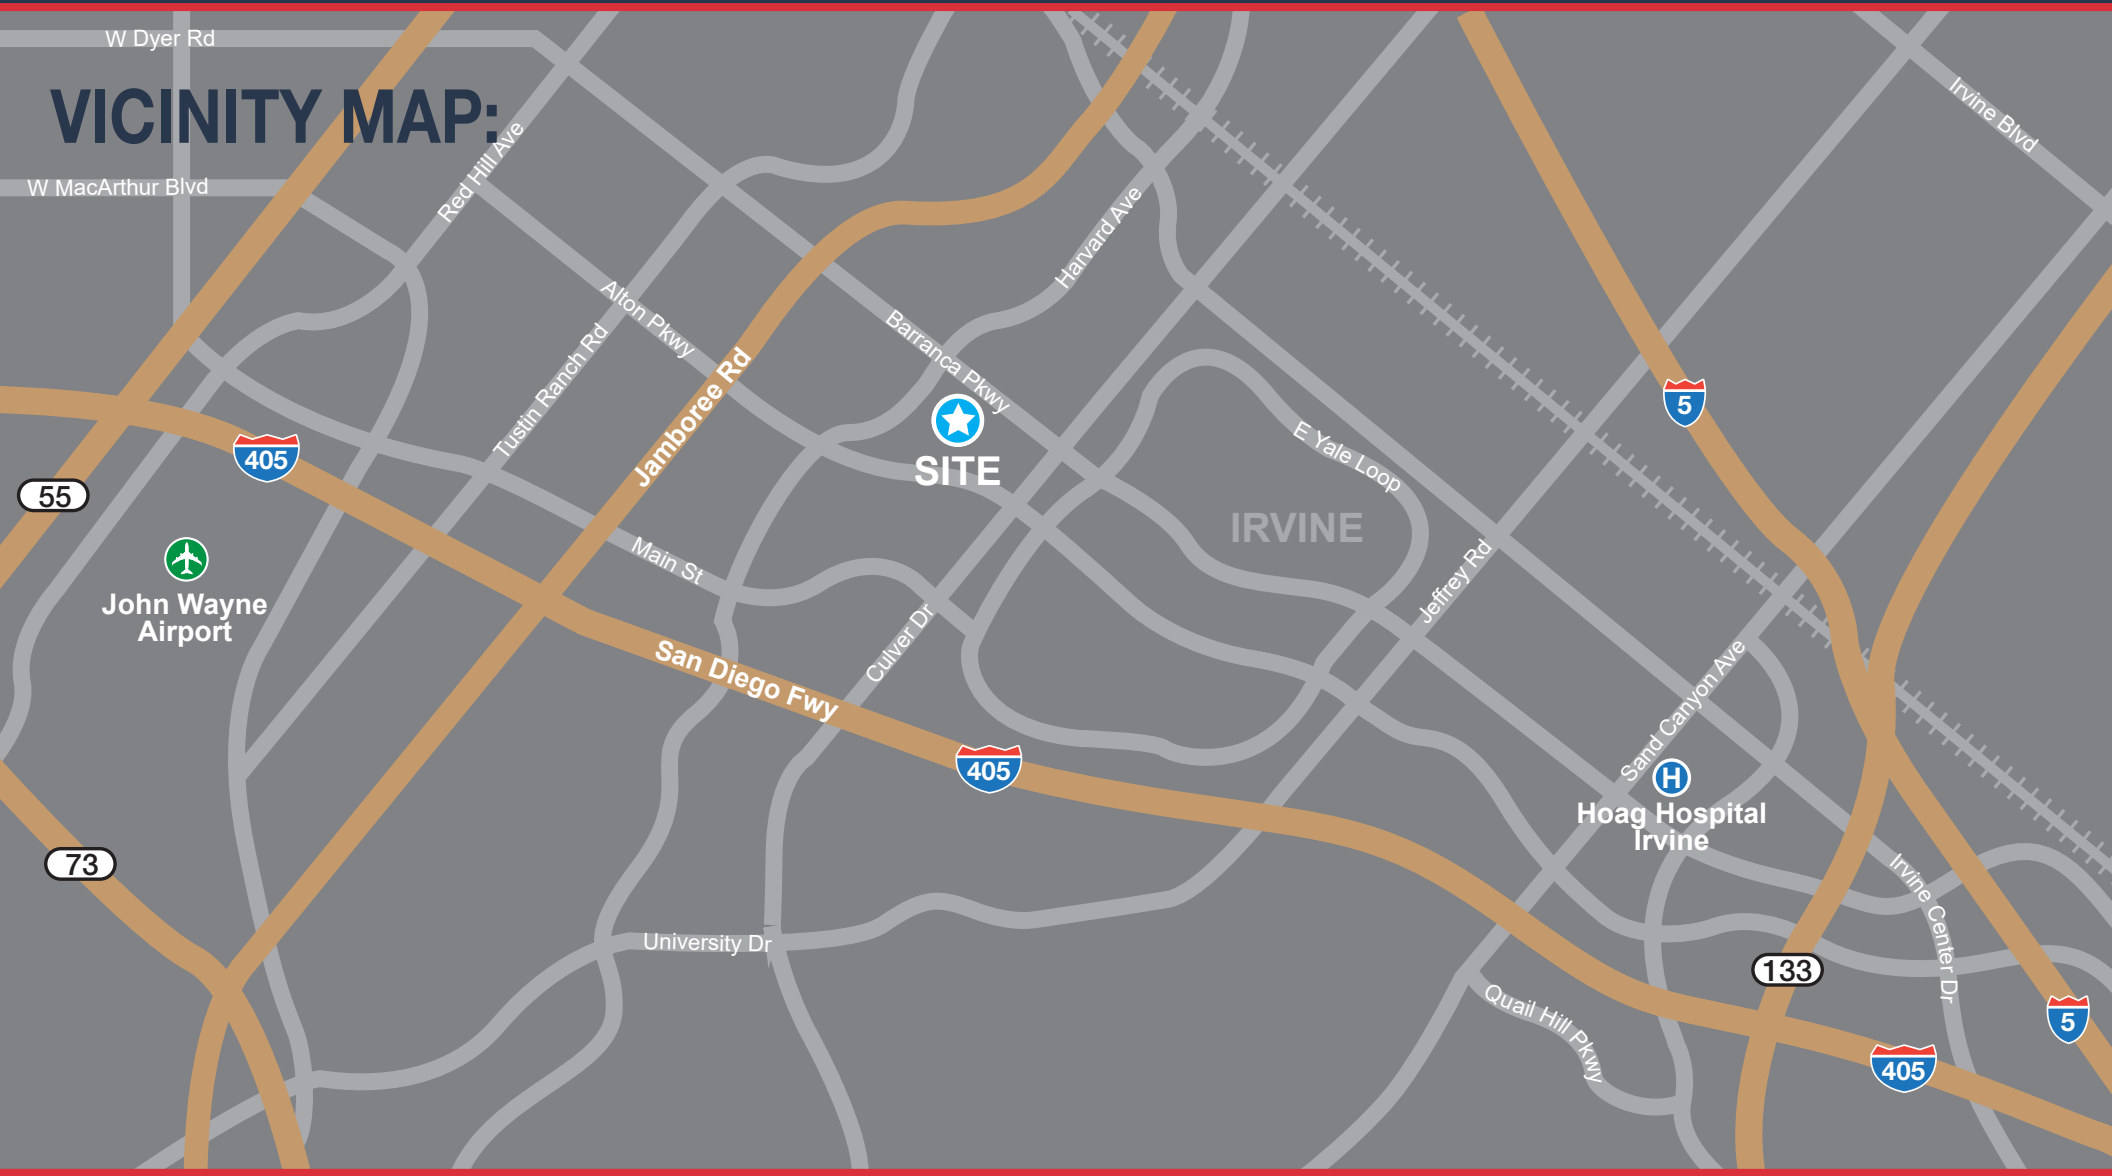 W Dyer Rd
VICINITY MAP:
Irvine Blvd
Red Hill Ave
W MacArthur Blvd
Harvard Ave
Alton Pkwy
Barranca Pkwy
Tustin Ranch Rd
Jamboree Rd
5
405
SITE
E Yale Loop
55
IRVINE
John Wayne
Airport
Main St
Jeffrey Rd
Culver Dr
San Diego Fwy
Sand Canyon Ave
405
H
Hoag Hospital
Irvine
73
Irvine Center Dr
University Dr
133
Quail Hill Pkwy
5
405